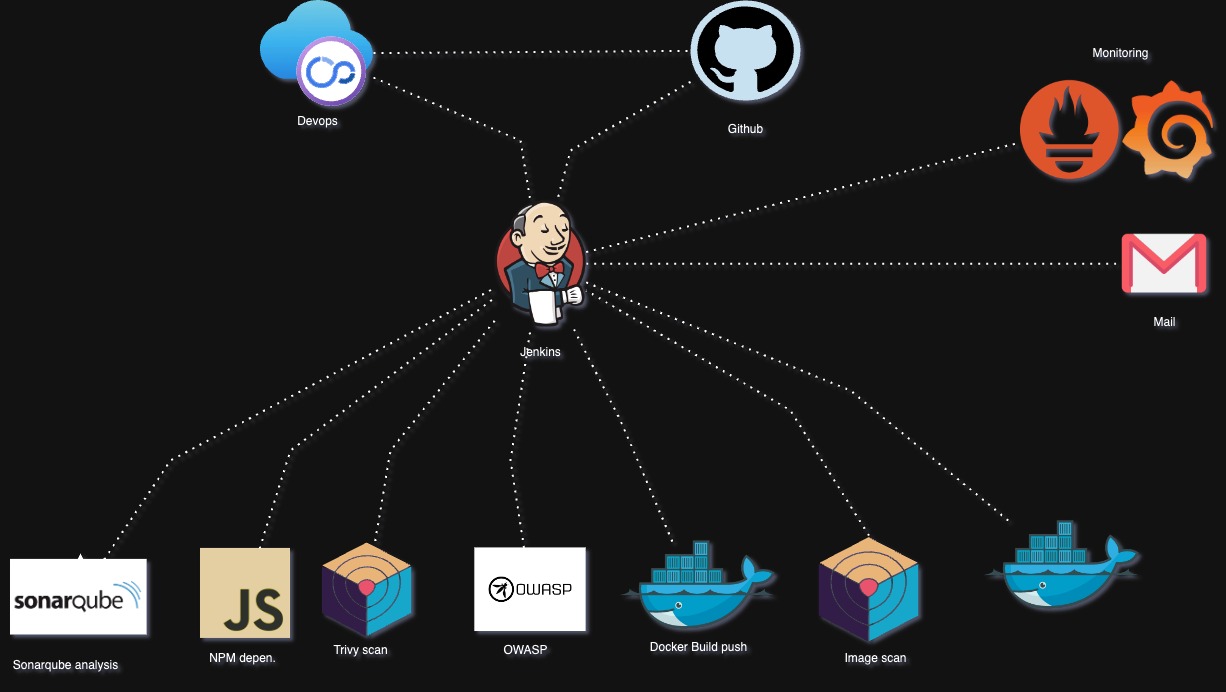 Monitoring
Devops
Github
Mail
Jenkins
sonarqube
JS
OWASP
Sonarqube analysis
NPM depen.
Trivy scan
OWASP
Docker Build push
Image scan